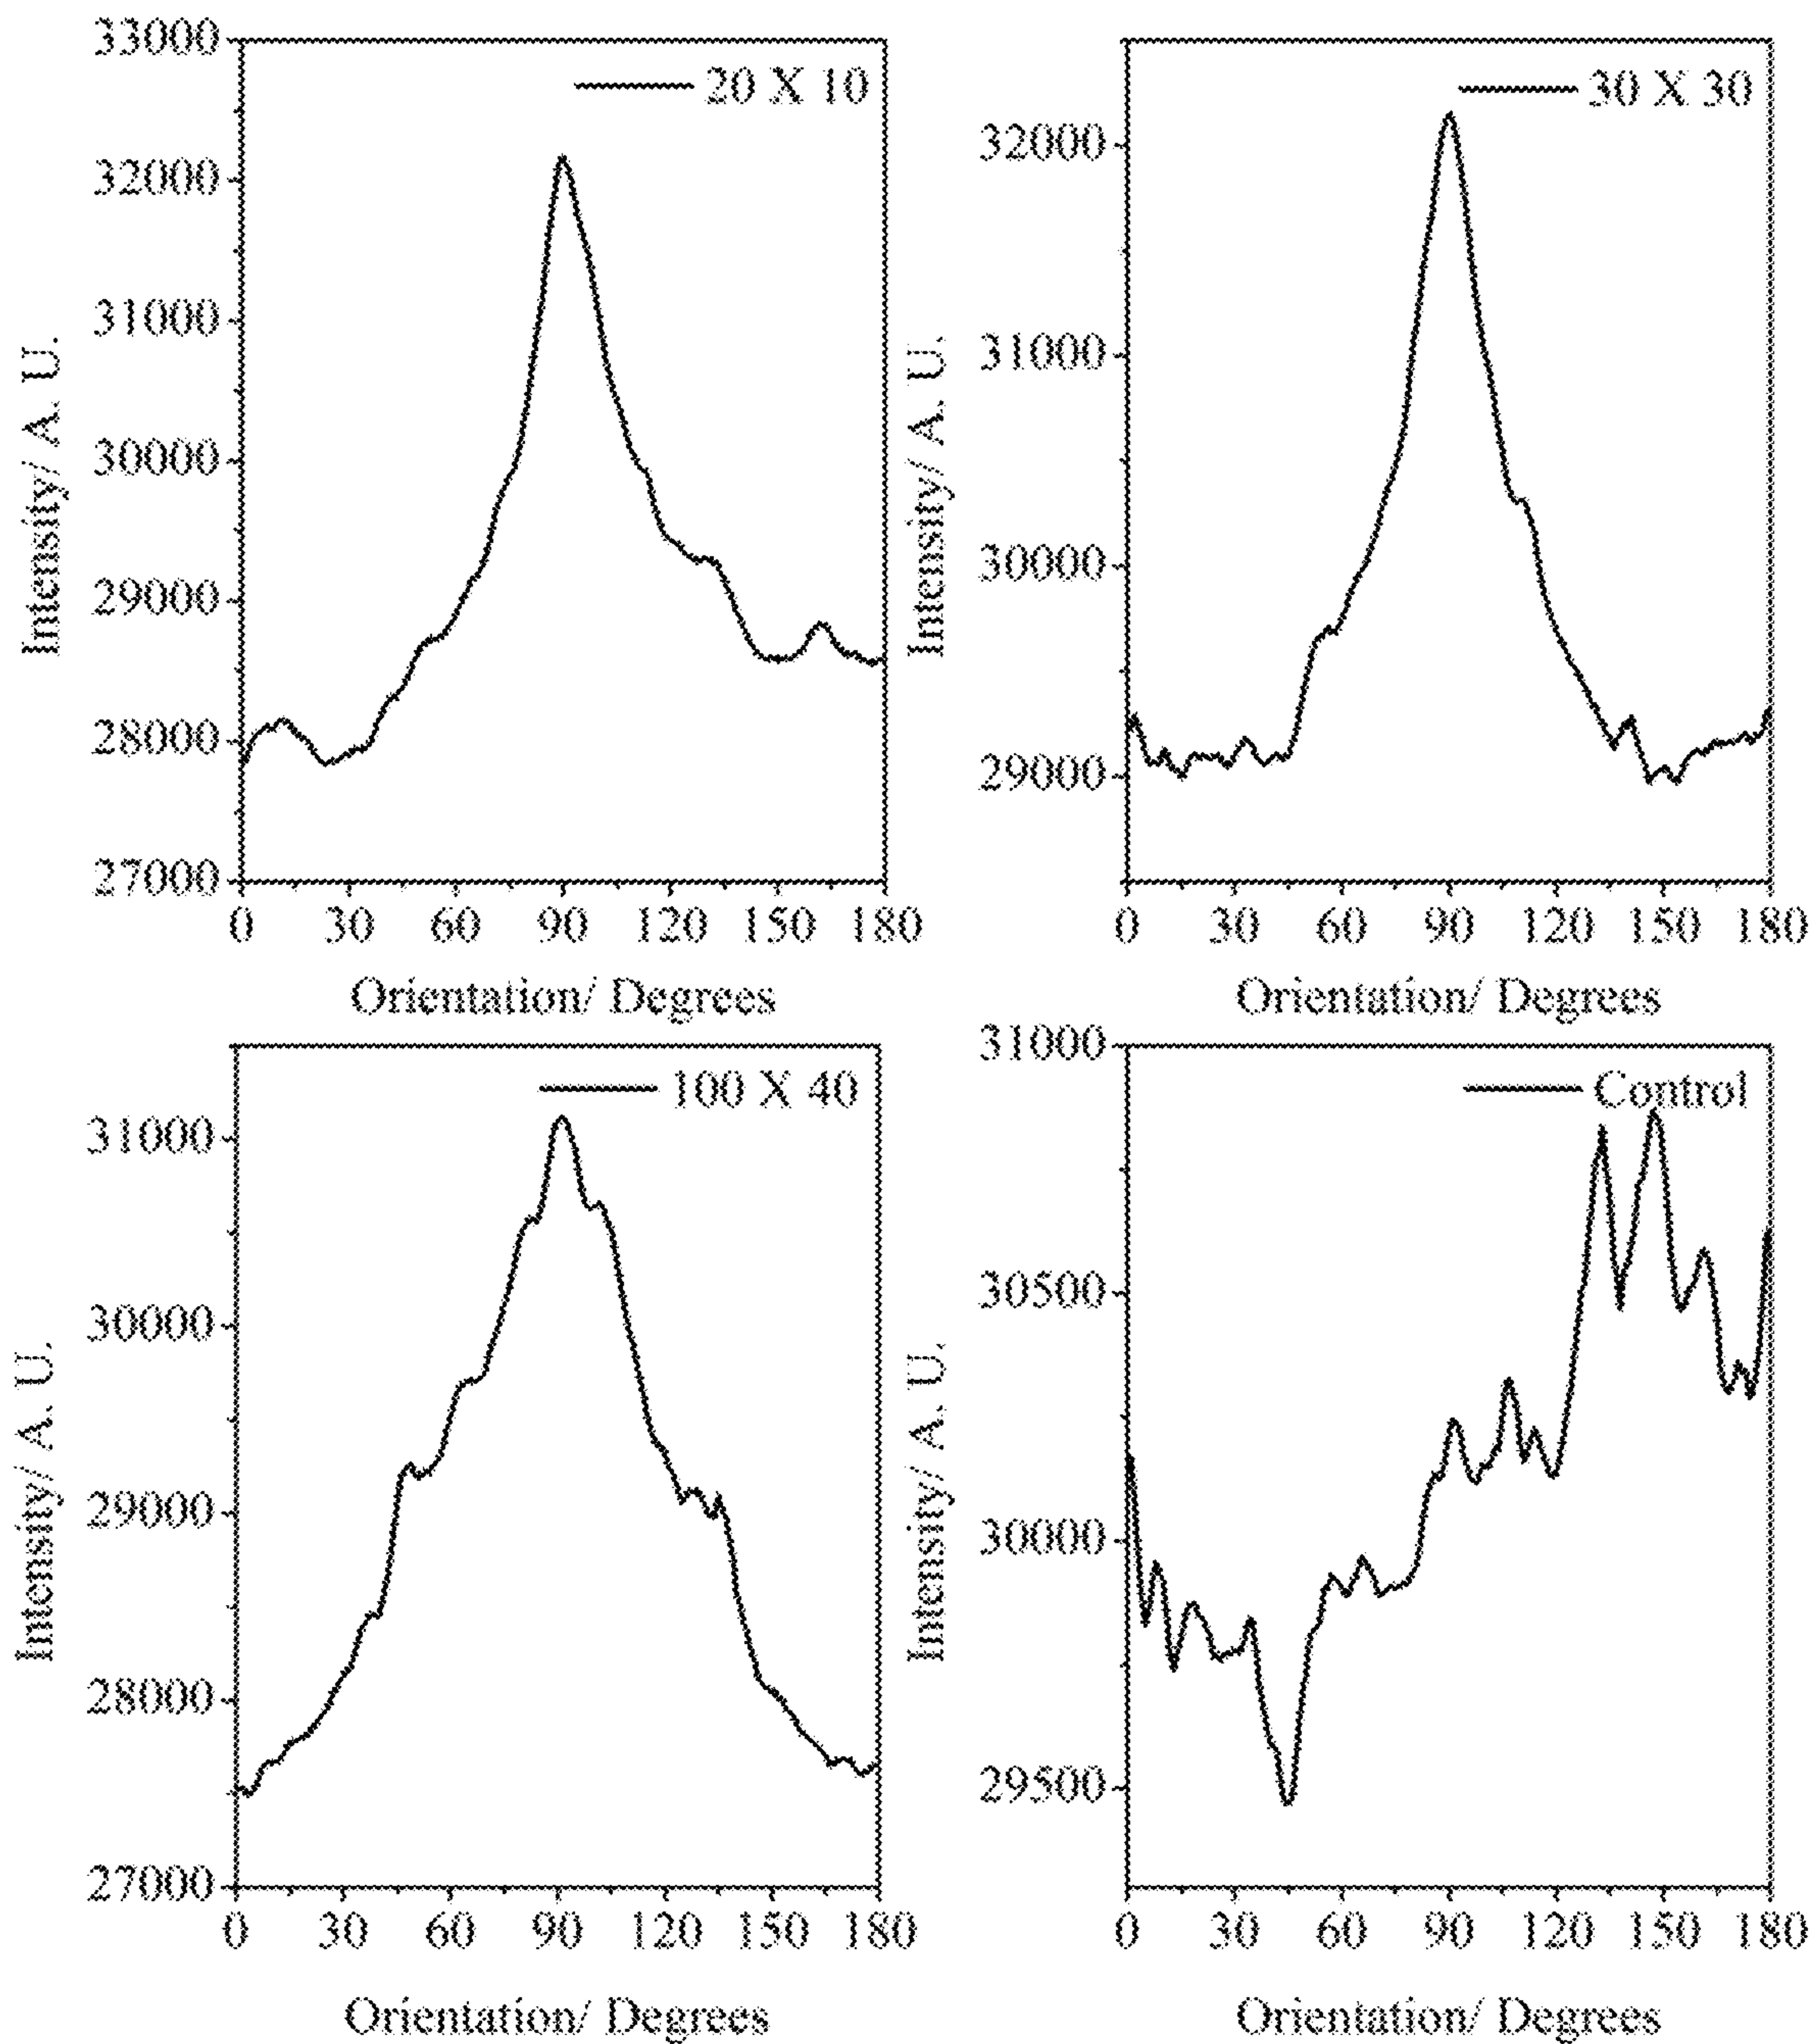 20 X 10
33000
32000
31000
30000
29000
28000
27000
Intensity/ A. U.
0 30 60 90 120 150 180
Orientation/ Degrees
30 X 30
32000
31000
30000
29000
Intensity/ A. U.
0 30 60 90 120 150 180
Orientation/ Degrees
100 X 40
31000
30000
29000
28000
27000
Intensity/ A. U.
0 30 60 90 120 150 180
Orientation/ Degrees
Control
31000
30500
30000
29500
Intensity/ A. U.
0 30 60 90 120 150 180
Orientation/ Degrees